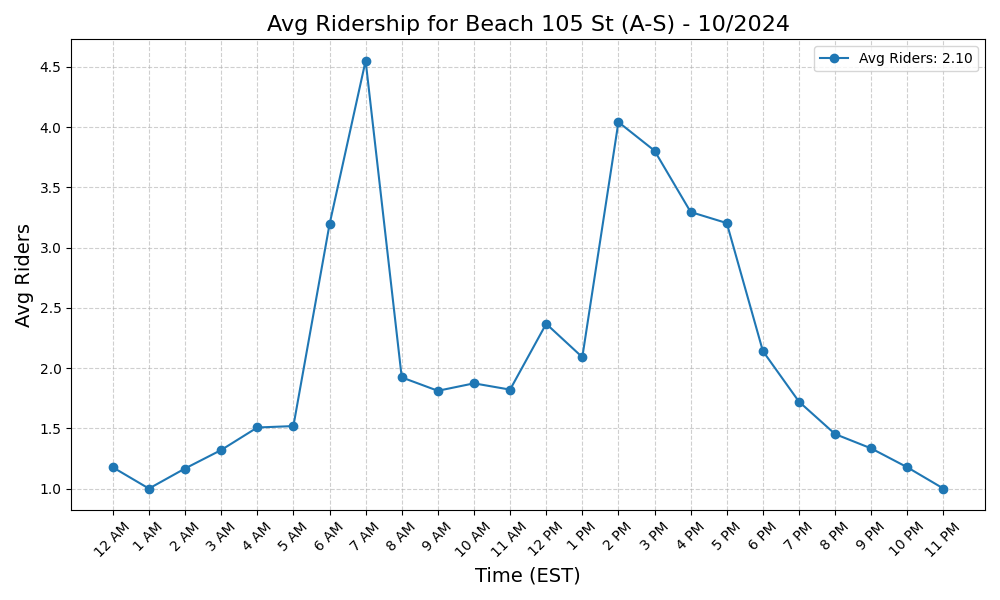 Avg Ridership for Beach 105 St (A-S) - 10/2024
Avg Riders: 2.10
Avg Riders
4.5
4.0
3.5
3.0
2.5
2.0
1.5
1.0
12 AM
1 AM
2 AM
3 AM
4 AM
5 AM
6 AM
7 AM
8 AM
9 AM
10 AM
11 AM
12 PM
1 PM
2 PM
3 PM
4 PM
5 PM
6 PM
7 PM
8 PM
9 PM
10 PM
11 PM
Time (EST)